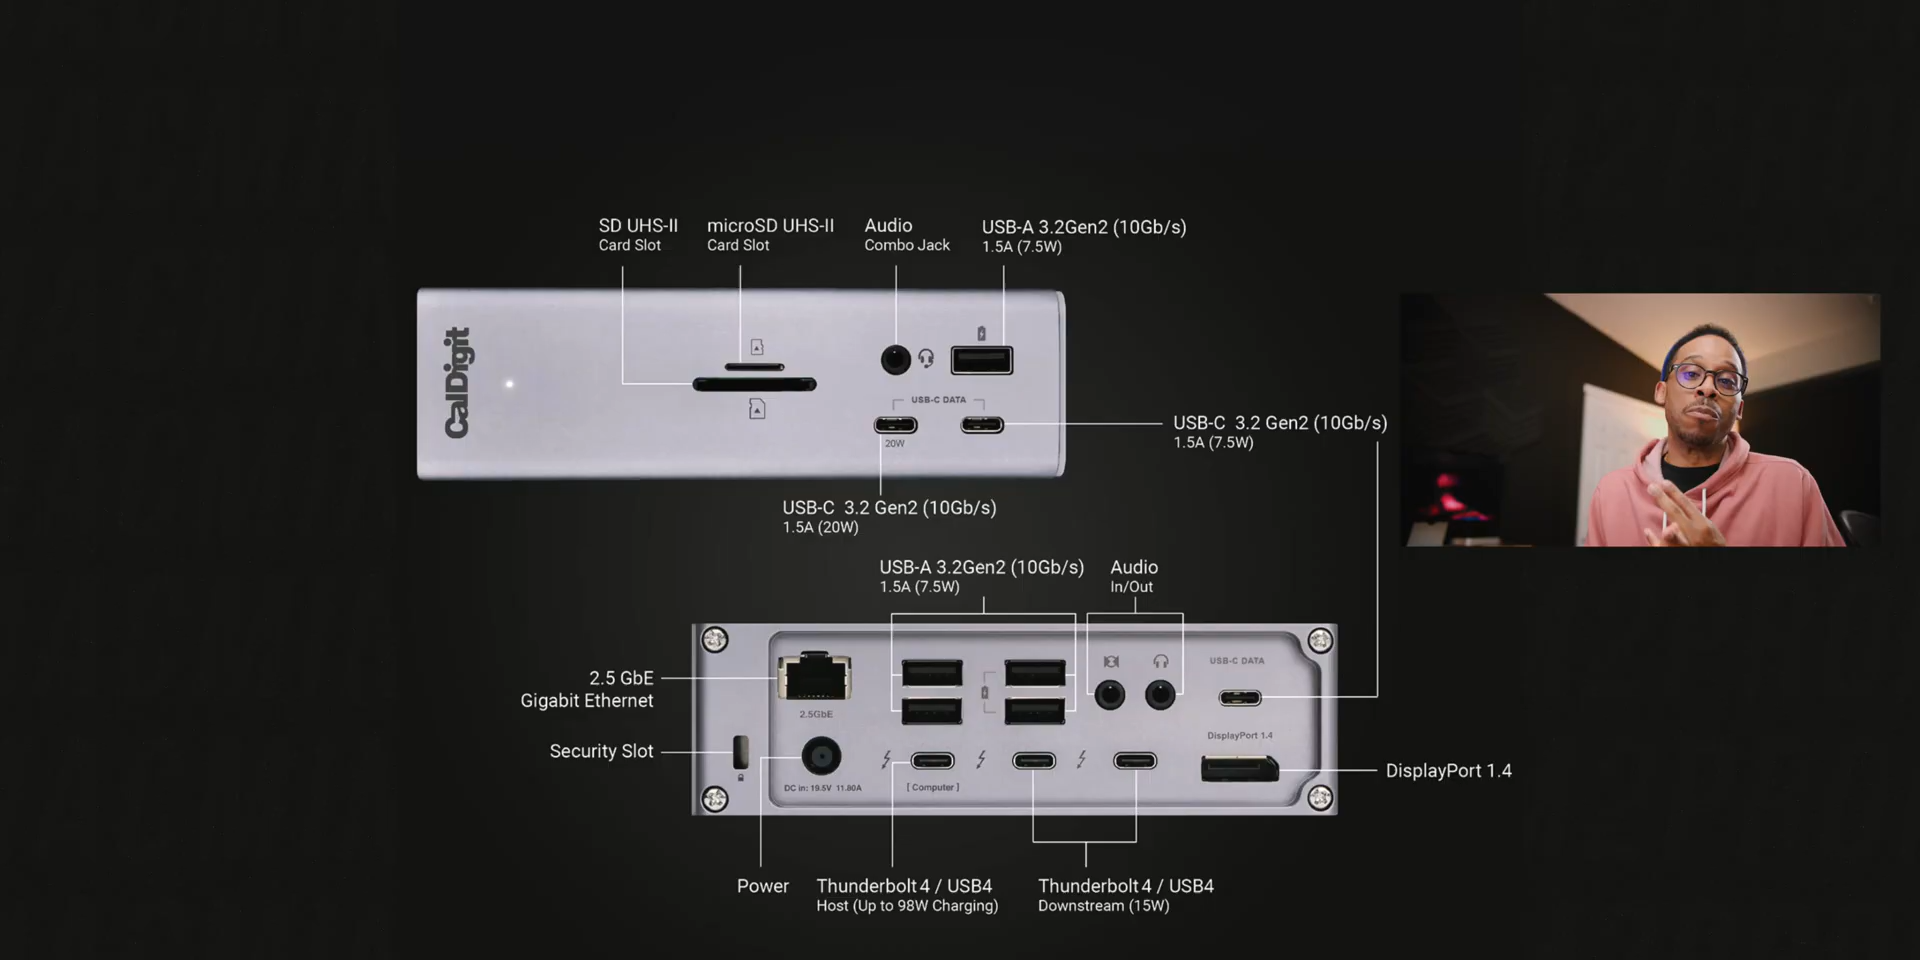 SD UHS-II
Card Slot
microSD UHS-II
Card Slot
Audio
Combo Jack
USB-A 3.2Gen2 (10Gb/s)
1.5A (7.5W)
CalDigit
USB-C DATA
20W
USB-C 3.2 Gen2 (10Gb/s)
1.5A (7.5W)
USB-C 3.2 Gen2 (10Gb/s)
1.5A (20W)
USB-A 3.2Gen2 (10Gb/s)
1.5A (7.5W)
Audio
In/Out
2.5 GbE
Gigabit Ethernet
Security Slot
2.5GbE
USB-C DATA
DisplayPort 1.4
DC in: 19.5V 11.80A
[ Computer ]
DisplayPort 1.4
Power
Thunderbolt 4 / USB4
Host (Up to 98W Charging)
Thunderbolt 4 / USB4
Downstream (15W)